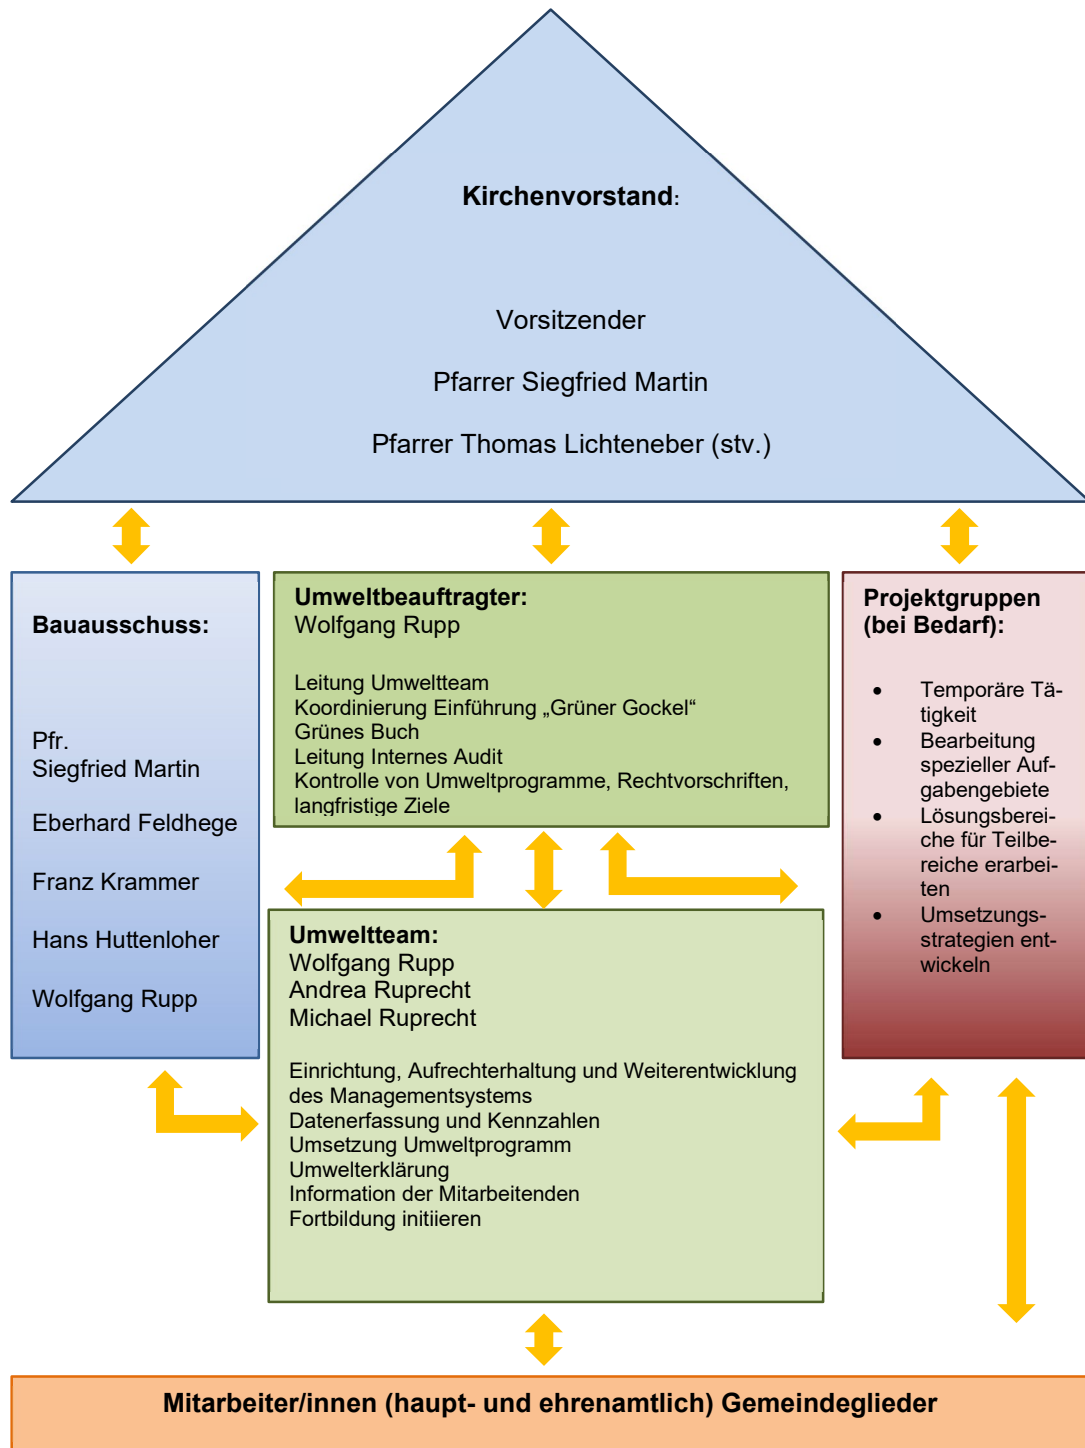 Kirchenvorstand:
Vorsitzender
Pfarrer Siegfried Martin
Pfarrer Thomas Lichteneber (stv.)
Bauausschuss:
Pfr.
Siegfried Martin
Eberhard Feldhege
Franz Krammer
Hans Huttenloher
Wolfgang Rupp
Umweltbeauftragter:
Wolfgang Rupp
Leitung Umweltteam
Koordinierung Einführung „Grüner Gockel“
Grünes Buch
Leitung Internes Audit
Kontrolle von Umweltprogramme, Rechtvorschriften,
langfristige Ziele
Projektgruppen
(bei Bedarf):
• Temporäre Tä-
tigkeit
• Bearbeitung
spezieller Auf-
gabengebiete
• Lösungsberei-
che für Teilbe-
reiche erarbei-
ten
• Umsetzungs-
strategien ent-
wickeln
Umweltteam:
Wolfgang Rupp
Andrea Ruprecht
Michael Ruprecht
Einrichtung, Aufrechterhaltung und Weiterentwicklung
des Managementsystems
Datenerfassung und Kennzahlen
Umsetzung Umweltprogramm
Umwelterklärung
Information der Mitarbeitenden
Fortbildung initiieren
Mitarbeiter/innen (haupt- und ehrenamtlich) Gemeindeglieder